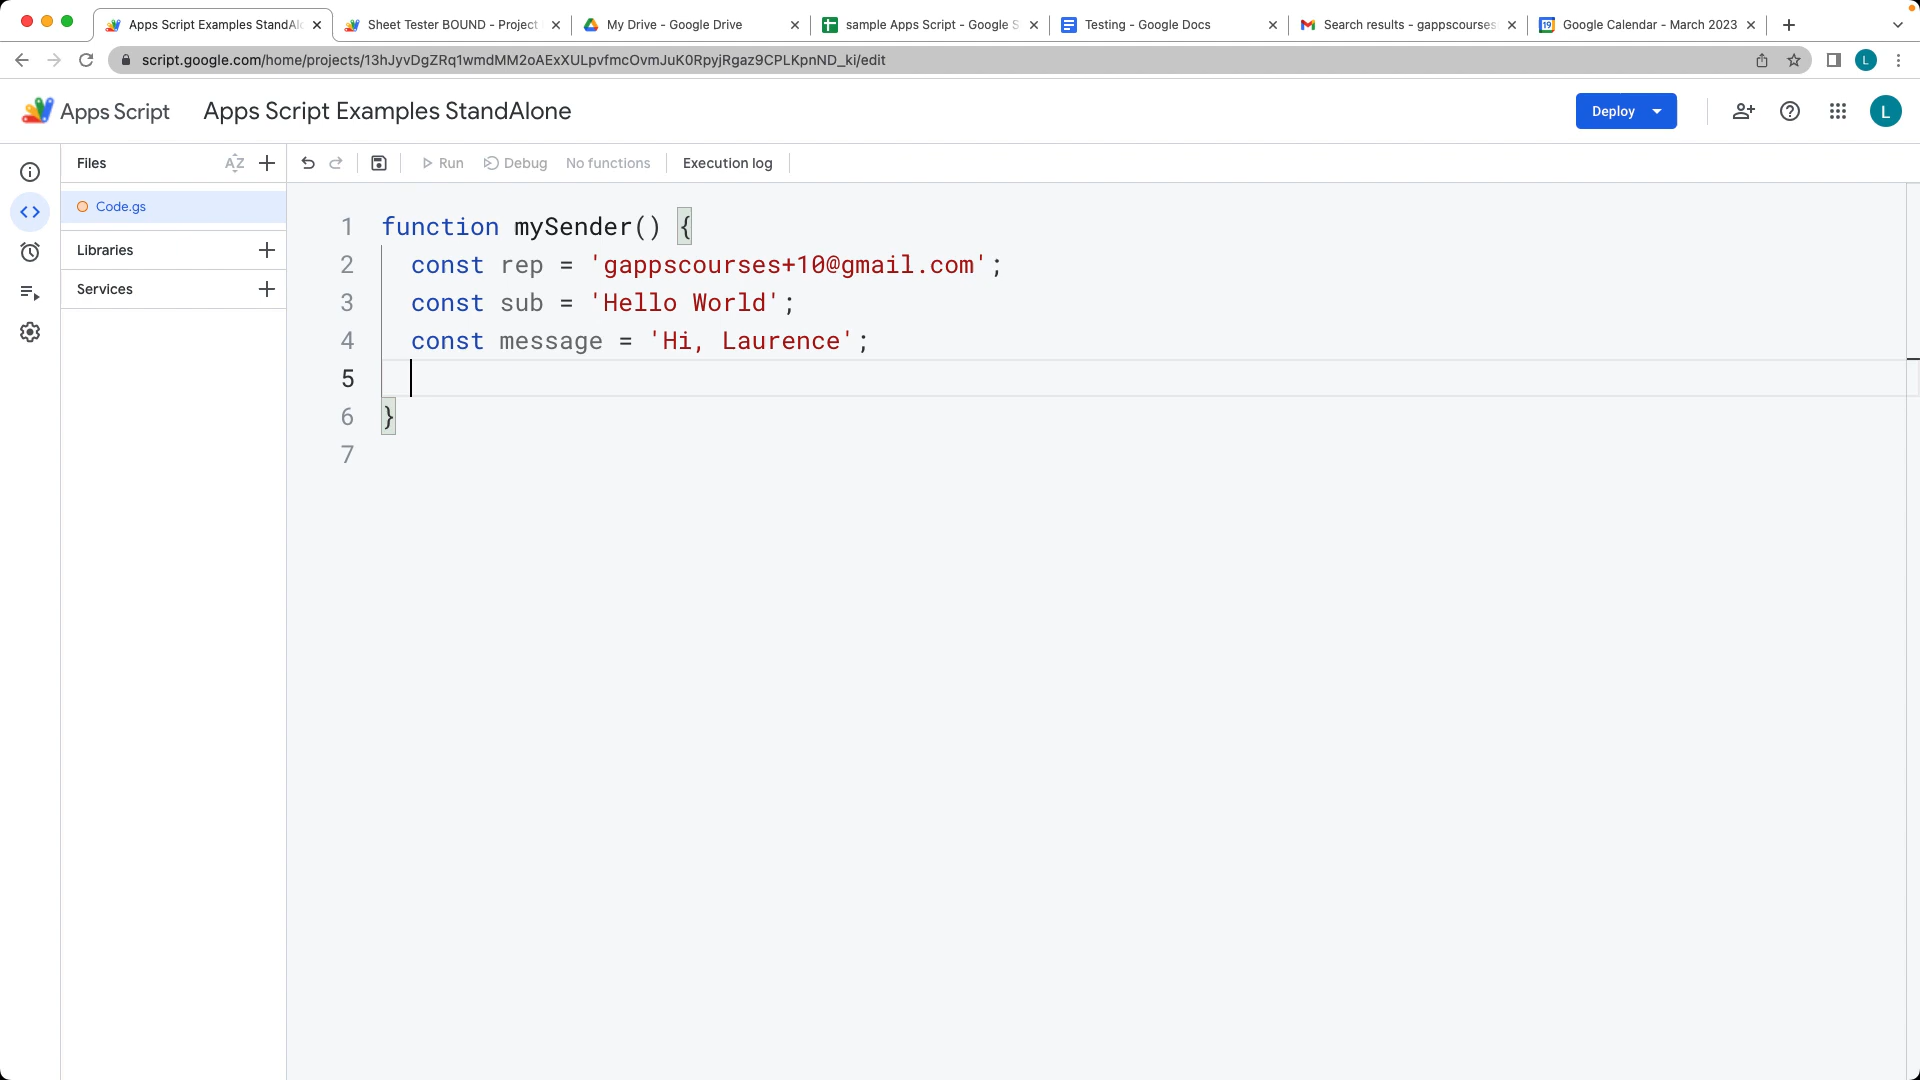 Apps Script Examples StandAl
Sheet Tester BOUND - Project
My Drive - Google Drive
sample Apps Script - Google S
Testing - Google Docs
Search results - gappscourses
19
Google Calendar - March 2023
script.google.com/home/projects/13hJyvDgZRq1wmdMM2oAExXULpvfmcOvmJuK0RpyjRgaz9CPLKpnND_ki/edit
L
Apps Script
Apps Script Examples StandAlone
Deploy
L
Files
AZ
Run
Debug
No functions
Execution log
Code.gs
Libraries
Services
1 function mySender() {
2 const rep = 'gappscourses+10@gmail.com';
3 const sub = 'Hello World';
4 const message = 'Hi, Laurence';
5
6 }
7